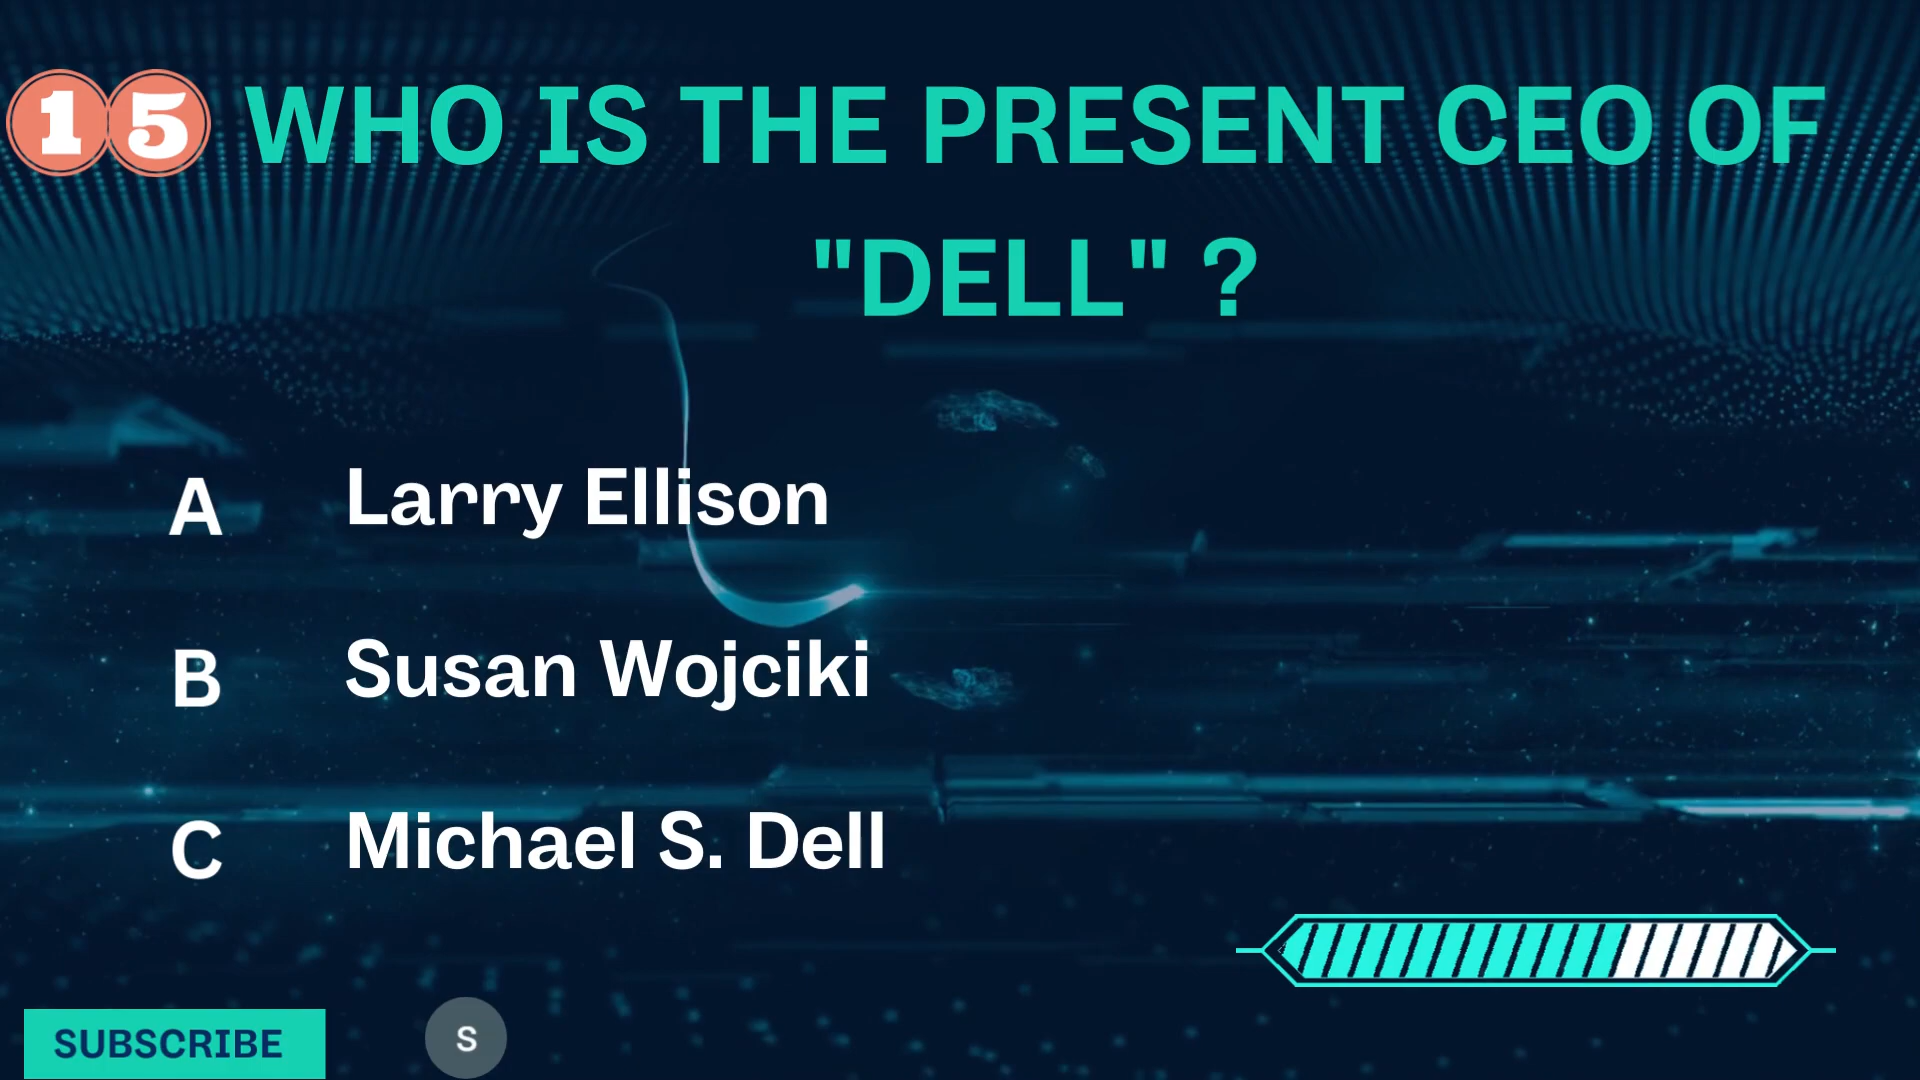 15 WHO IS THE PRESENT CEO OF
"DELL" ?
A Larry Ellison
B Susan Wojciki
C Michael S. Dell
SUBSCRIBE S